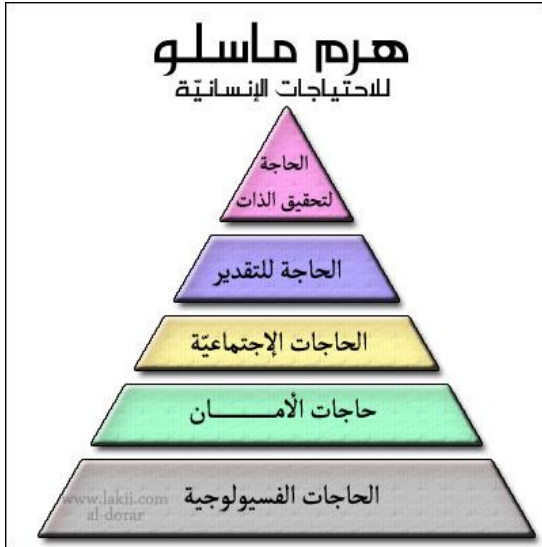 هرم ماسلو
للاحتياجات الإنسانيّة
الحاجة
لتحقيق الذات
الحاجة للتقدير
الحاجات الإجتماعيّة
حاجات الأمـــــــان
الحاجات الفسيولوجية
www.lakii.com
al-dorar